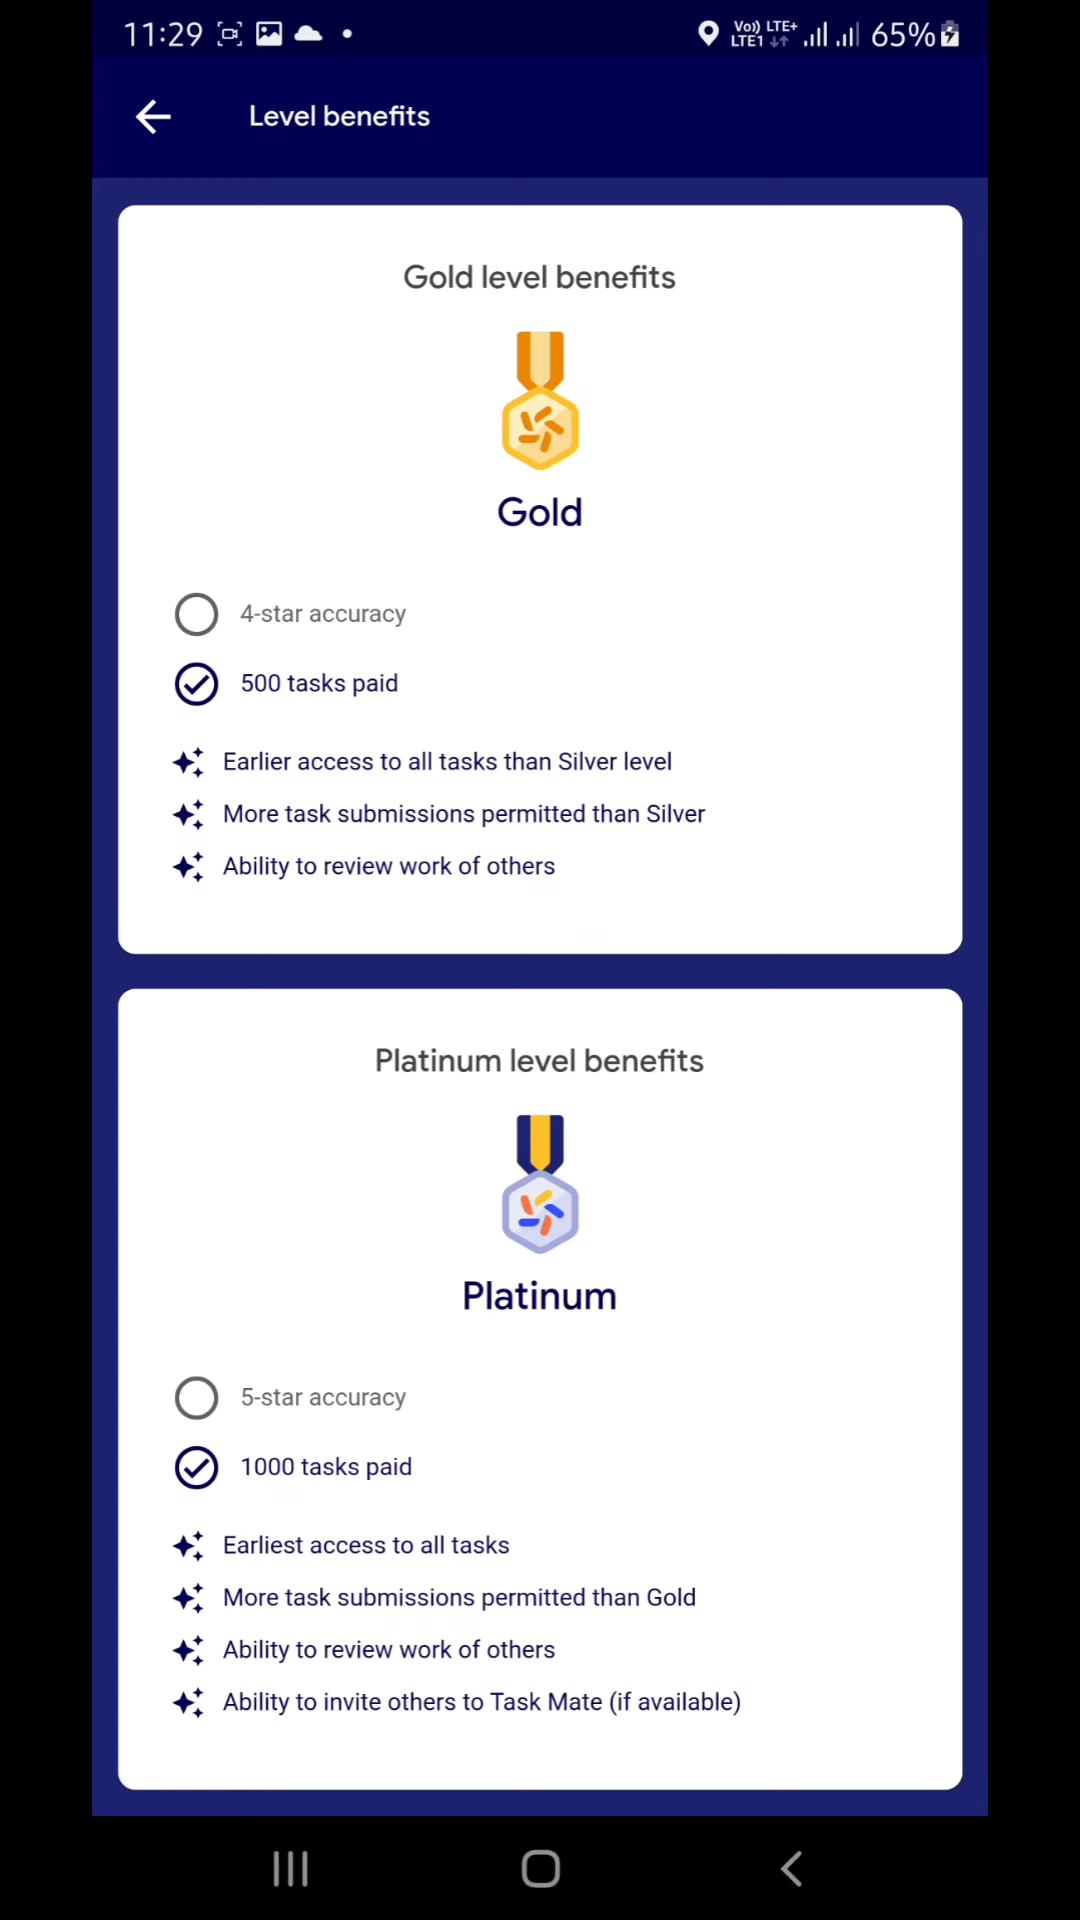 11:29
Vo)) LTE+
LTE1
65%
Level benefits
Gold level benefits
Gold
4-star accuracy
500 tasks paid
Earlier access to all tasks than Silver level
More task submissions permitted than Silver
Ability to review work of others
Platinum level benefits
Platinum
5-star accuracy
1000 tasks paid
Earliest access to all tasks
More task submissions permitted than Gold
Ability to review work of others
Ability to invite others to Task Mate (if available)